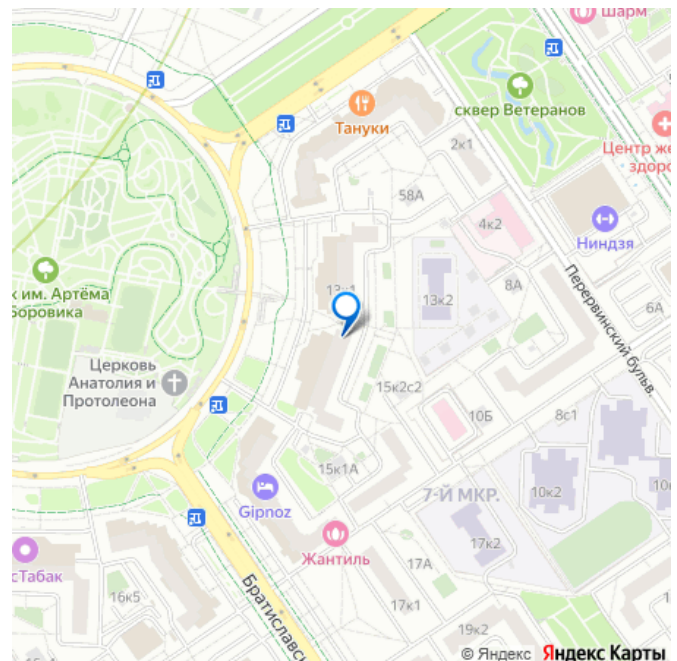 Шарм
сквер Ветеранов
Тануки
2к1
Центр же
здоро
58А
4к2
Ниндзя
к им. Артёма
Боровика
13к1
13к2
8А
6А
Перервинский бульв.
Церковь
Анатолия и
Протолеона
15к2с2
10Б
8с1
15к1А
7-Й МКР.
10к2
Gipnoz
17к2
Жантиль
сТабак
17А
16к5
17к1
Братиславс
19к2
© Яндекс Яндекс Карты